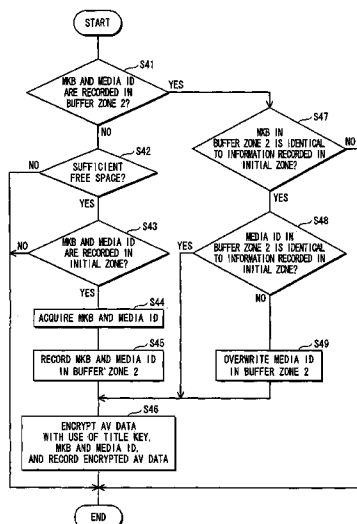 START
S41
MKB AND MEDIA ID
ARE RECORDED IN
BUFFER ZONE 2?
YES
NO
S42
SUFFICIENT
FREE SPACE?
NO
YES
S43
MKB AND MEDIA ID
ARE RECORDED IN
INITIAL ZONE?
NO
YES
S44
ACQUIRE MKB AND MEDIA ID
S45
RECORD MKB AND MEDIA ID
IN BUFFER ZONE 2
S46
ENCRYPT AV DATA
WITH USE OF TITLE KEY,
MKB AND MEDIA ID,
AND RECORD ENCRYPTED AV DATA
END
S47
MKB IN
BUFFER ZONE 2 IS IDENTICAL
TO INFORMATION RECORDED IN
INITIAL ZONE?
NO
YES
S48
MEDIA ID IN
BUFFER ZONE 2 IS IDENTICAL
TO INFORMATION RECORDED IN
INITIAL ZONE?
YES
NO
S49
OVERWRITE MEDIA ID
IN BUFFER ZONE 2